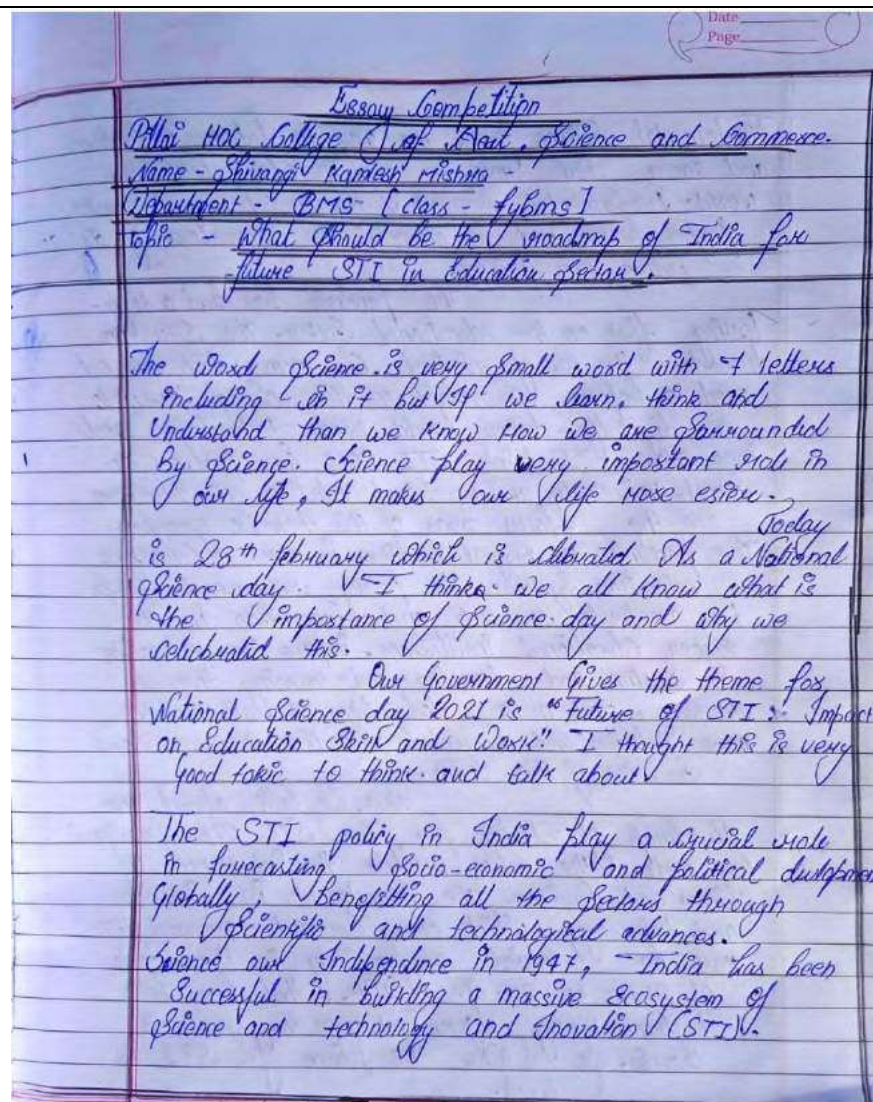 Date
Page
Essay Competition
Pillai HOC College of Art, Science and Commerce.
Name - Shivangi Kamlesh Mishra -
Department - BMS - [class - fybms]
Topic - What should be the roadmap of India for
future STI in Education Sector.
The word Science is very small word with 7 letters
including in it but If we learn, think and
Understand than we know How we are Surrounded
By Science. Science play very important role in
our life, It makes our life more esier.
Today
is 28th february which is celebrated As a National
Science day. I think we all know what is
the importance of Science day and why we
celicbrated this.
Our Government Gives the theme for
National Science day 2021 is "Future of STI: Impact
on Education Skill and Work" I thought this is very
Good tokic to think and talk about
The STI policy in India play a crucial role
in forecasting socio-economic and political
Globally, Benefitting all the Sectors through
Scientific and technological advances.
Science our Indipendince in 1947, India has been
Successful in building a massive Ecosystem of
Science and technology and Inovation (STI).